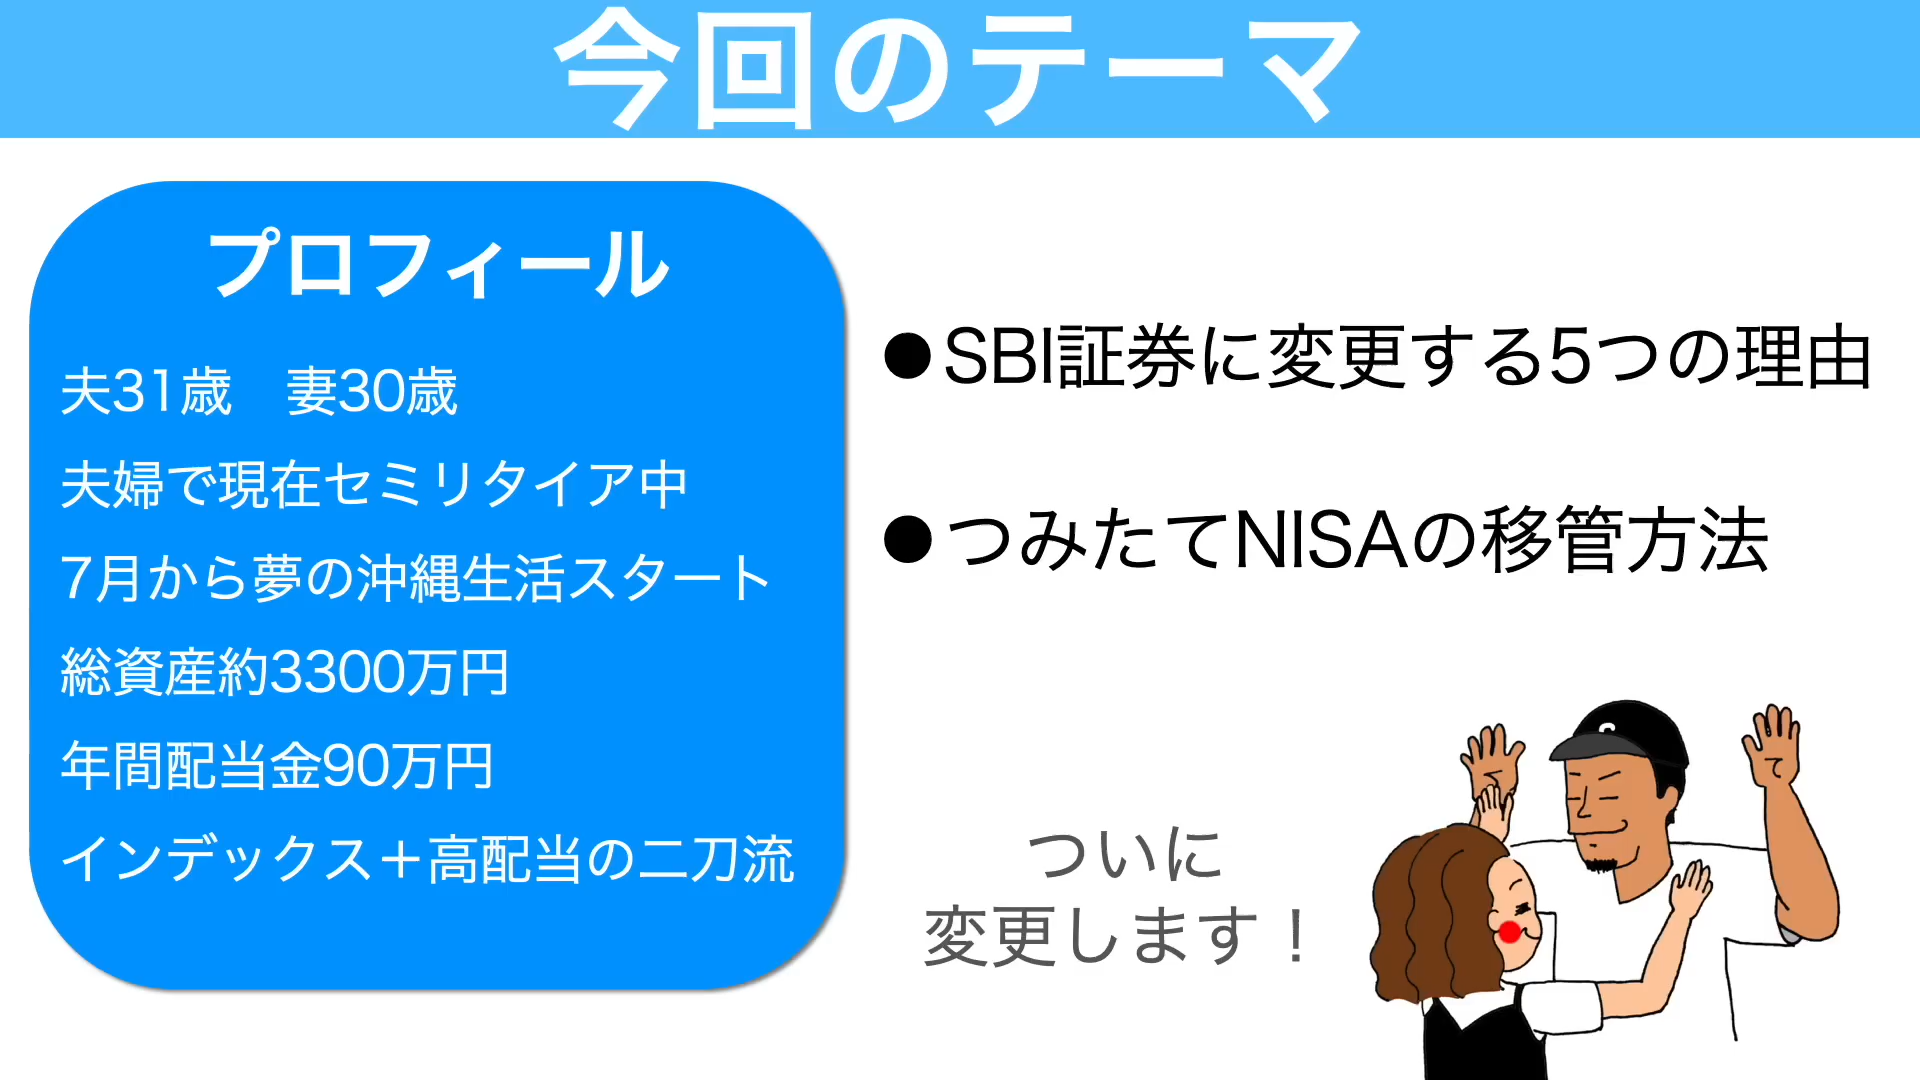 今回のテーマ
プロフィール
夫31歳　妻30歳
夫婦で現在セミリタイア中
7月から夢の沖縄生活スタート
総資産約3300万円
年間配当金90万円
インデックス＋高配当の二刀流
●SBI証券に変更する5つの理由
●つみたてNISAの移管方法
ついに
変更します！